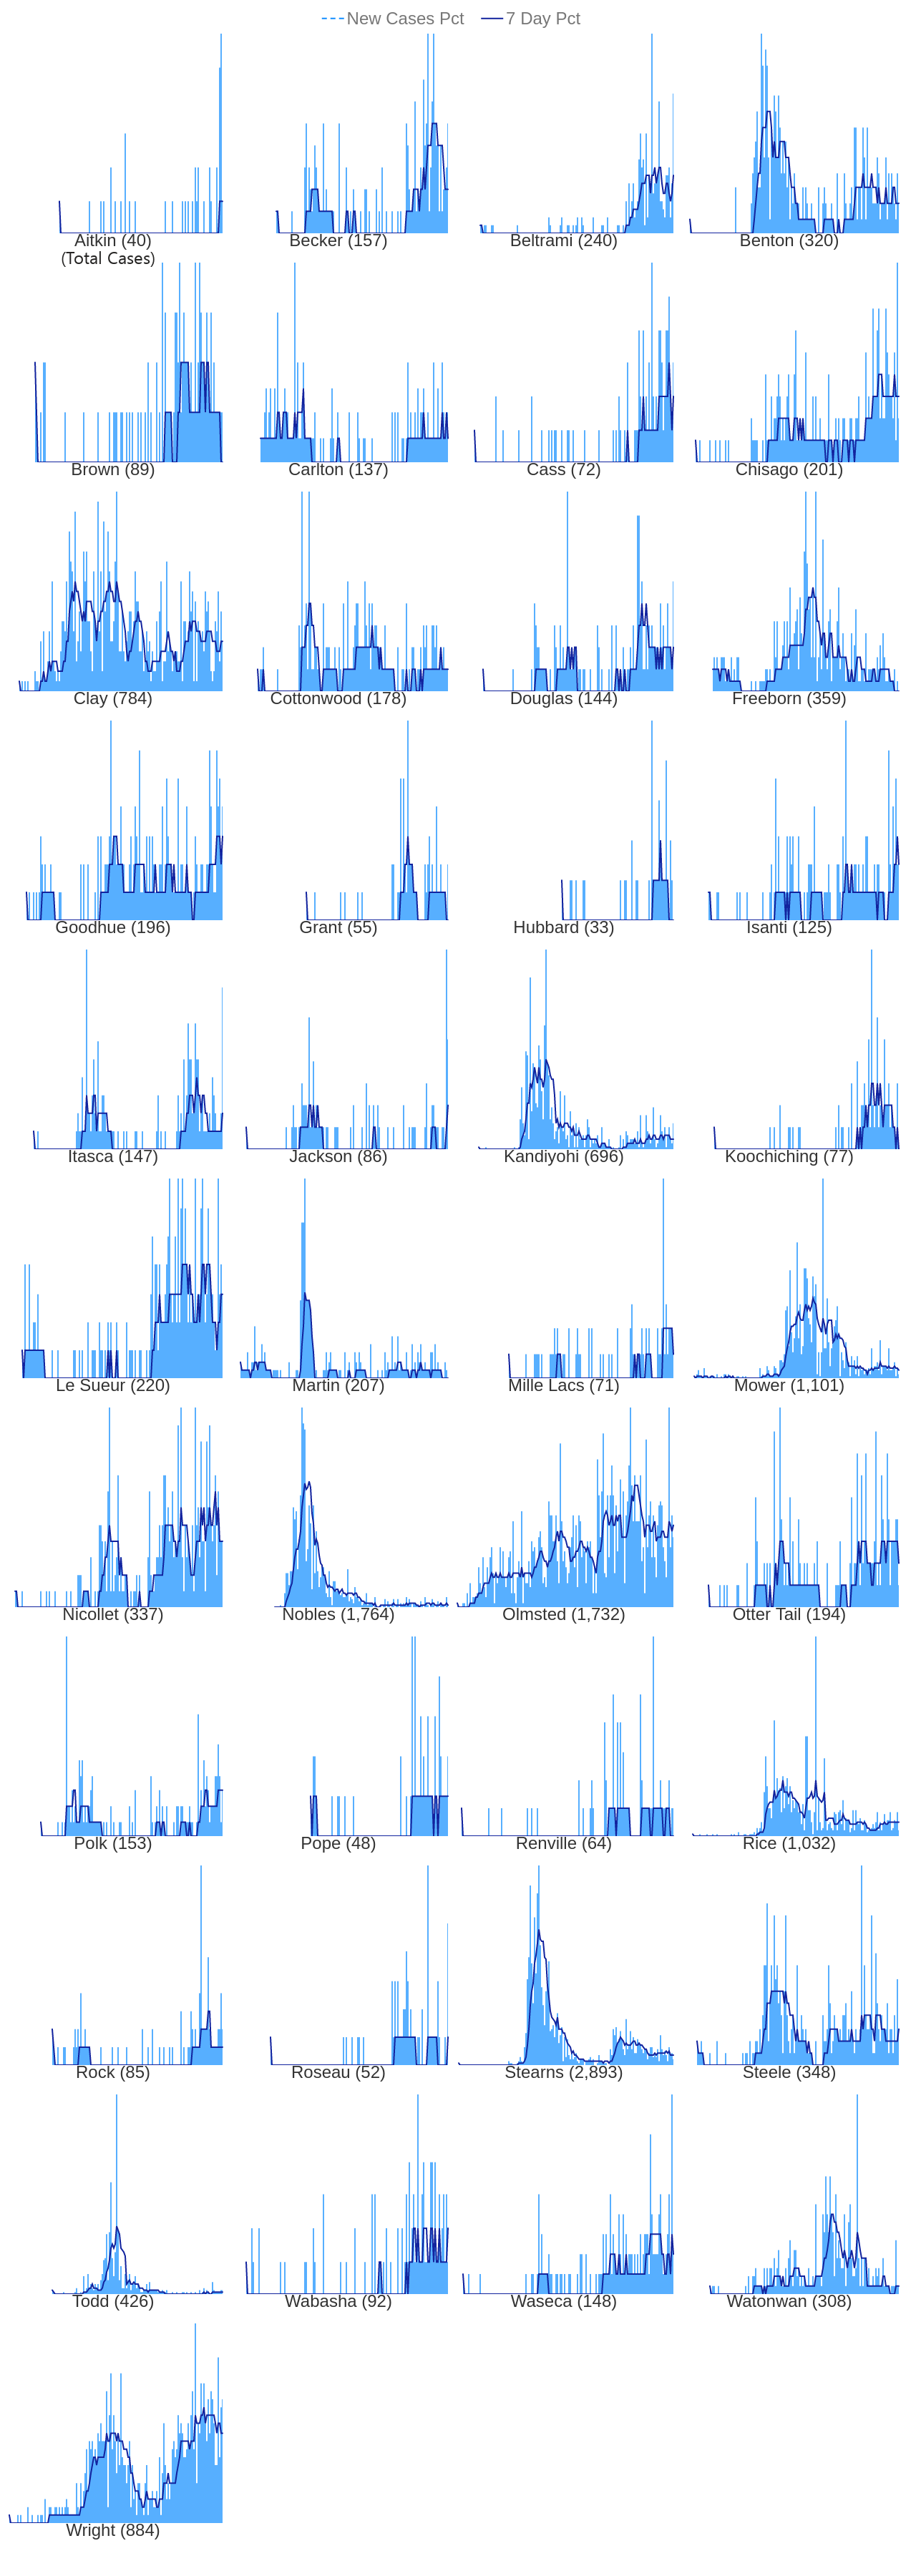 New Cases Pct 7 Day Pct
Aitkin (40) Becker (157) Beltrami (240) Benton (320)
(Total Cases)
Brown (89) Carlton (137) Cass (72) Chisago (201)
Clay (784) Cottonwood (178) Douglas (144) Freeborn (359)
Goodhue (196) Grant (55) Hubbard (33) Isanti (125)
Itasca (147) Jackson (86) Kandiyohi (696) Koochiching (77)
Le Sueur (220) Martin (207) Mille Lacs (71) Mower (1,101)
Nicollet (337) Nobles (1,764) Olmsted (1,732) Otter Tail (194)
Polk (153) Pope (48) Renville (64) Rice (1,032)
Rock (85) Roseau (52) Stearns (2,893) Steele (348)
Todd (426) Wabasha (92) Waseca (148) Watonwan (308)
Wright (884)